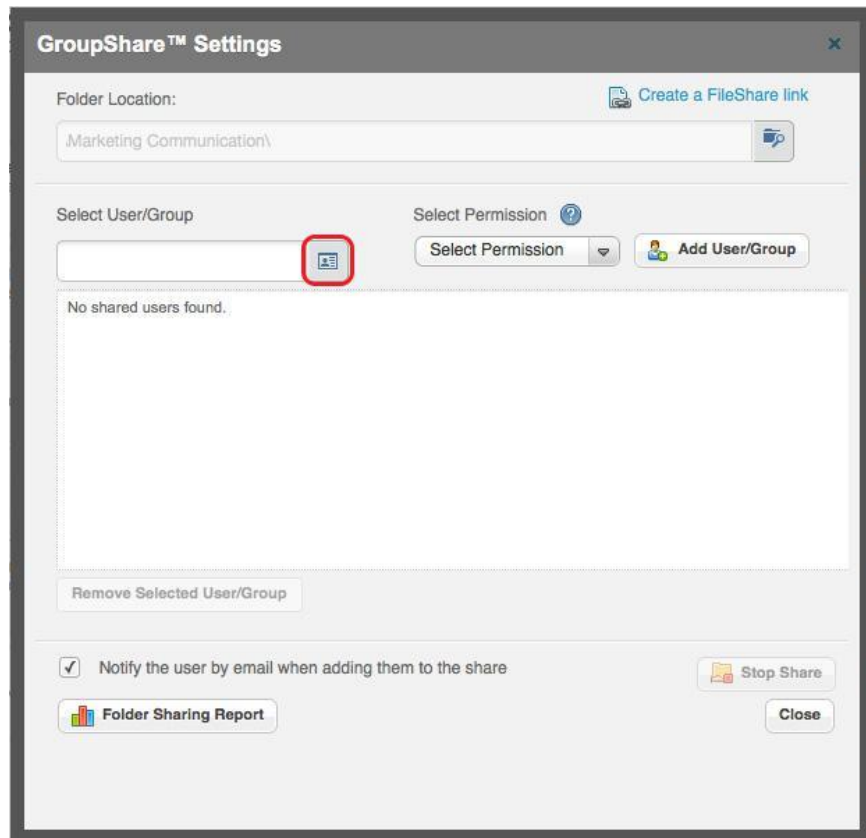 GroupShare™ Settings
Folder Location:
Create a FileShare link
.Marketing Communication\
Select User/Group
Select Permission
Select Permission
Add User/Group
No shared users found.
Remove Selected User/Group
Notify the user by email when adding them to the share
Stop Share
Folder Sharing Report
Close